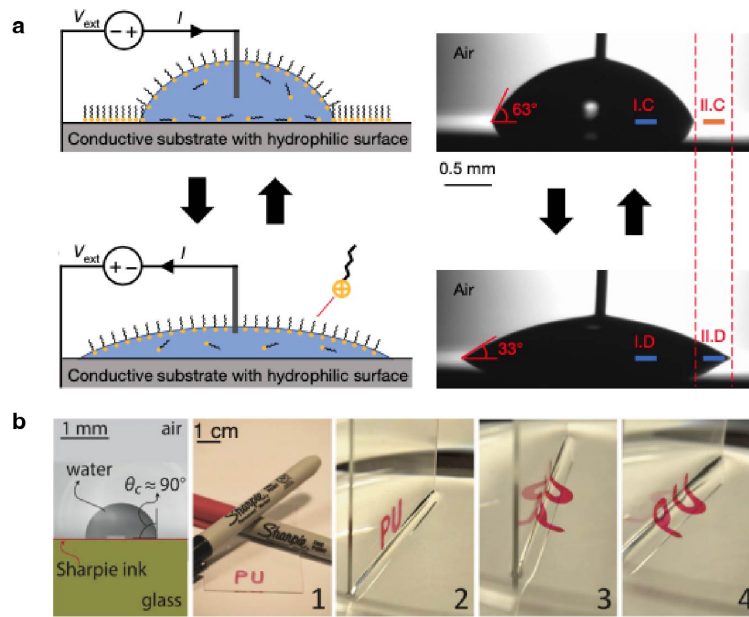 a
V_ext
I
Conductive substrate with hydrophilic surface
V_ext
I
Conductive substrate with hydrophilic surface
Air
63°
I.C
II.C
0.5 mm
Air
33°
I.D
II.D
b
1 mm
air
water
θ_c ≈ 90°
Sharpie ink
glass
1 cm
Sharpie
Sharpie
PU
1
PU
2
PU
3
PU
4